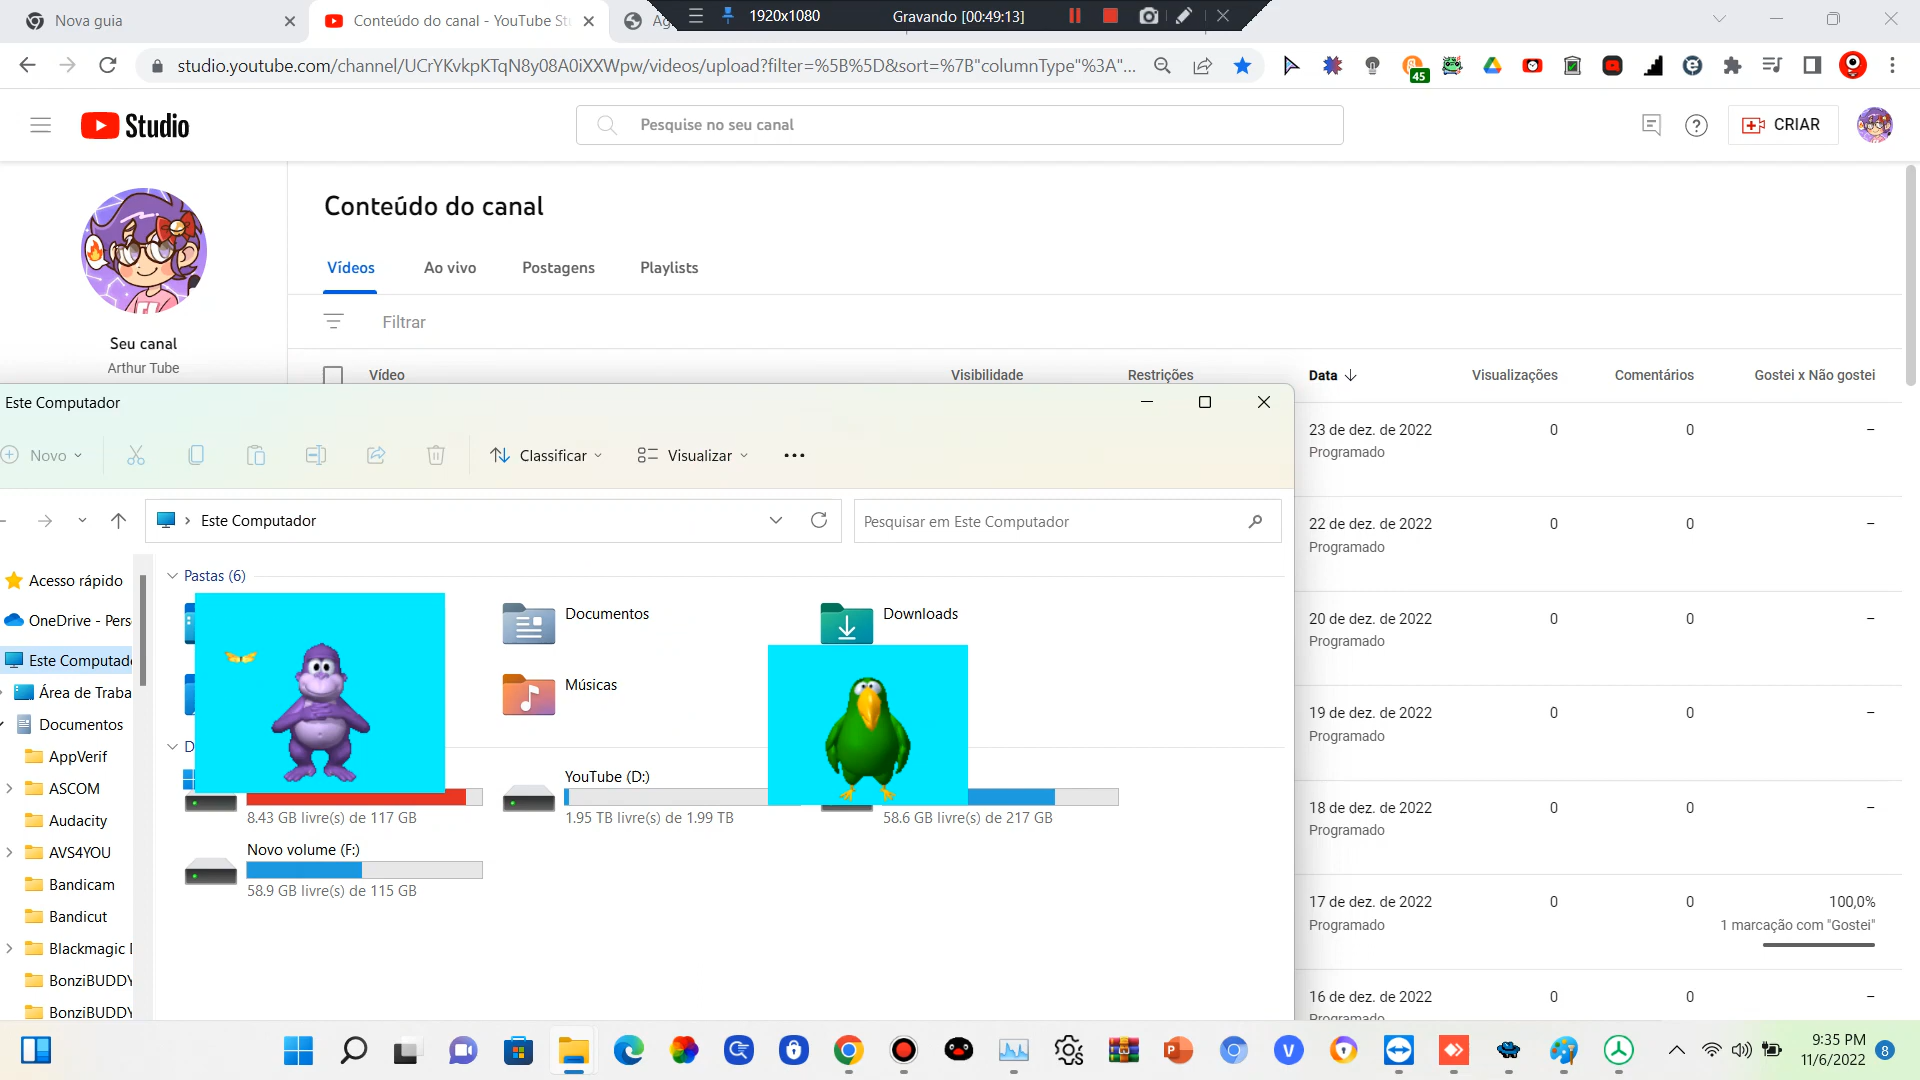 Nova guia
Conteúdo do canal - YouTube St
Ag
1920x1080
Gravando [00:49:13]
studio.youtube.com/channel/UCrYKvkpKTqN8y08A0iXXWpw/videos/upload?filter=%5B%5D&sort=%7B"columnType"%3A"...
45
Studio
Pesquise no seu canal
CRIAR
Conteúdo do canal
Vídeos
Ao vivo
Postagens
Playlists
Filtrar
Seu canal
Arthur Tube
Vídeo
Visibilidade
Restrições
Data
Visualizações
Comentários
Gostei x Não gostei
23 de dez. de 2022 0 0 –
Programado
22 de dez. de 2022 0 0 –
Programado
20 de dez. de 2022 0 0 –
Programado
19 de dez. de 2022 0 0 –
Programado
18 de dez. de 2022 0 0 –
Programado
17 de dez. de 2022 0 0 100,0%
Programado 1 marcação com "Gostei"
16 de dez. de 2022 0 0 –
Programado
Este Computador
Novo
Classificar
Visualizar
Este Computador
Pesquisar em Este Computador
Acesso rápido
OneDrive - Pers
Este Computado
Área de Traba
Documentos
AppVerif
ASCOM
Audacity
AVS4YOU
Bandicam
Bandicut
Blackmagic
BonziBUDDY
BonziBUDDY
Pastas (6)
Documentos
Downloads
Músicas
D
8.43 GB livre(s) de 117 GB
YouTube (D:)
1.95 TB livre(s) de 1.99 TB
58.6 GB livre(s) de 217 GB
Novo volume (F:)
58.9 GB livre(s) de 115 GB
9:35 PM
11/6/2022
8